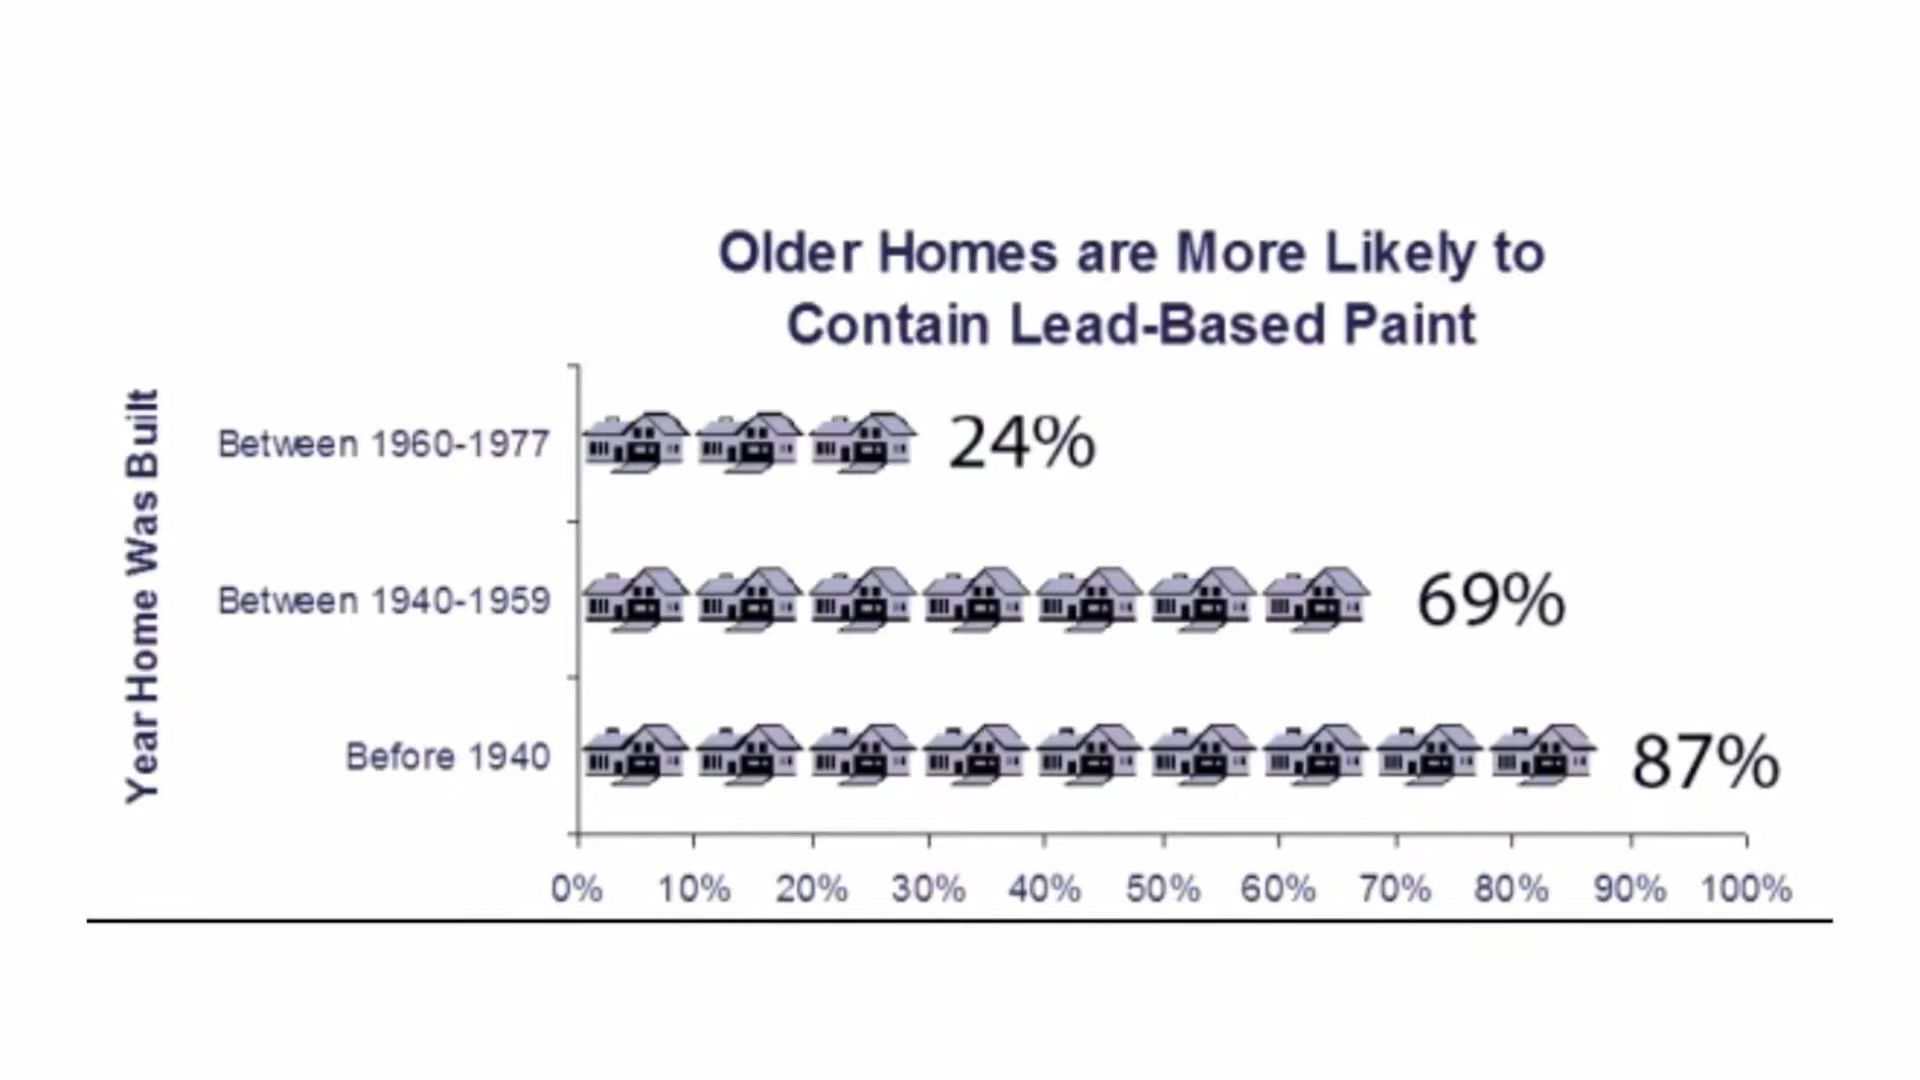 Older Homes are More Likely to
Contain Lead-Based Paint
Year Home Was Built
Between 1960-1977
24%
Between 1940-1959
69%
Before 1940
87%
0% 10% 20% 30% 40% 50% 60% 70% 80% 90% 100%